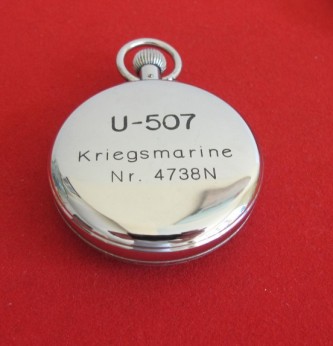 U-507
Kriegsmarine
Nr. 4738N